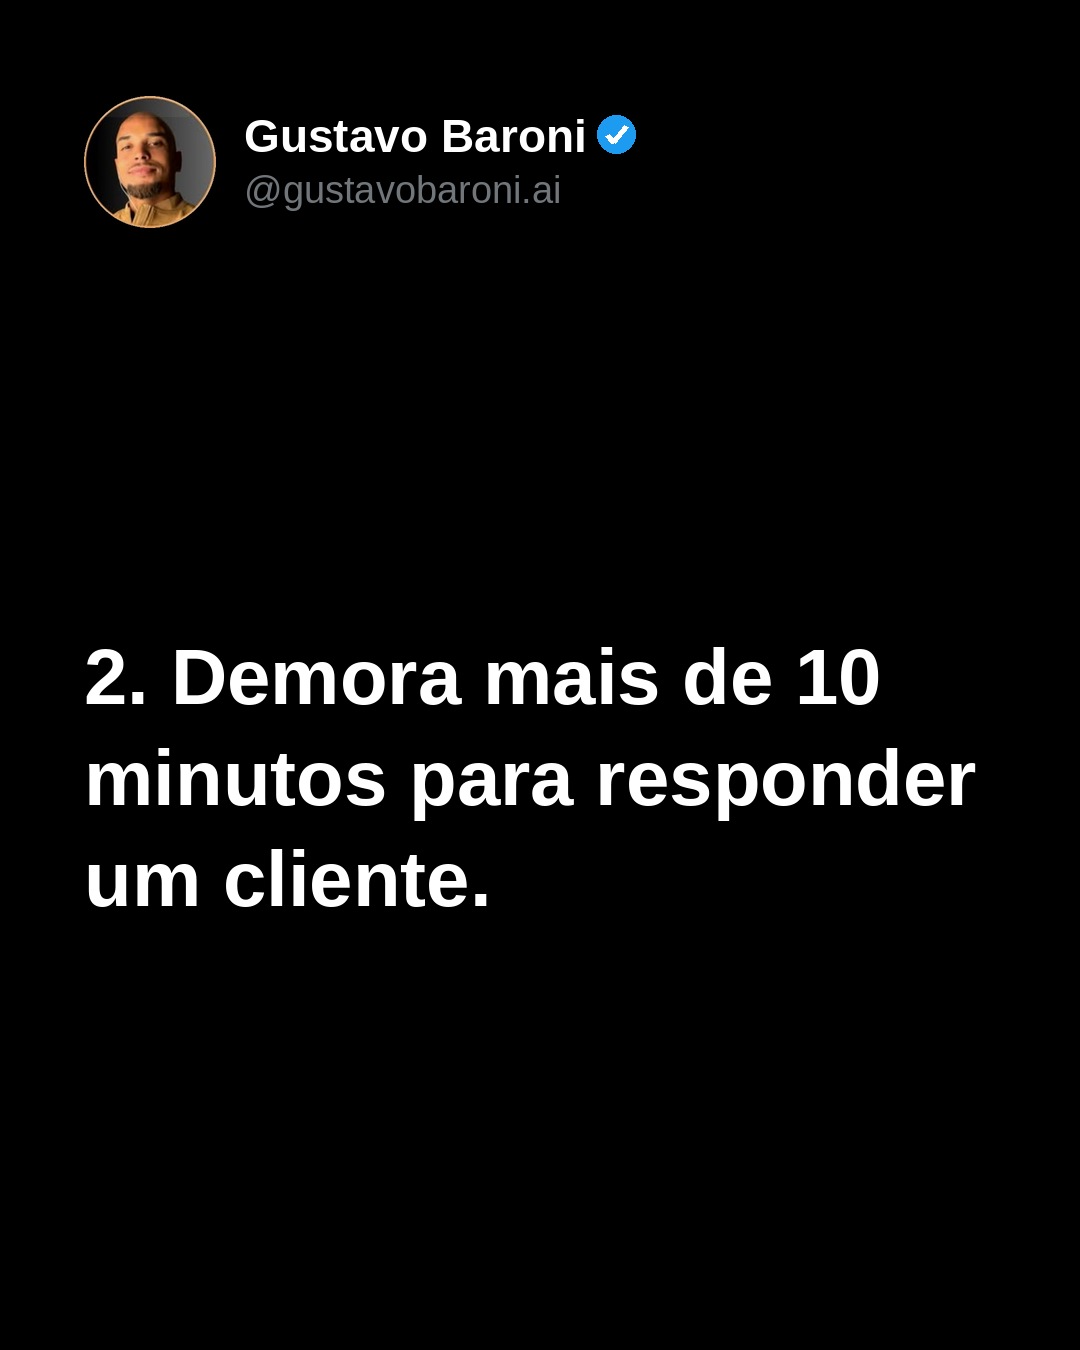 Gustavo Baroni
@gustavobaroni.ai
2. Demora mais de 10
minutos para responder
um cliente.